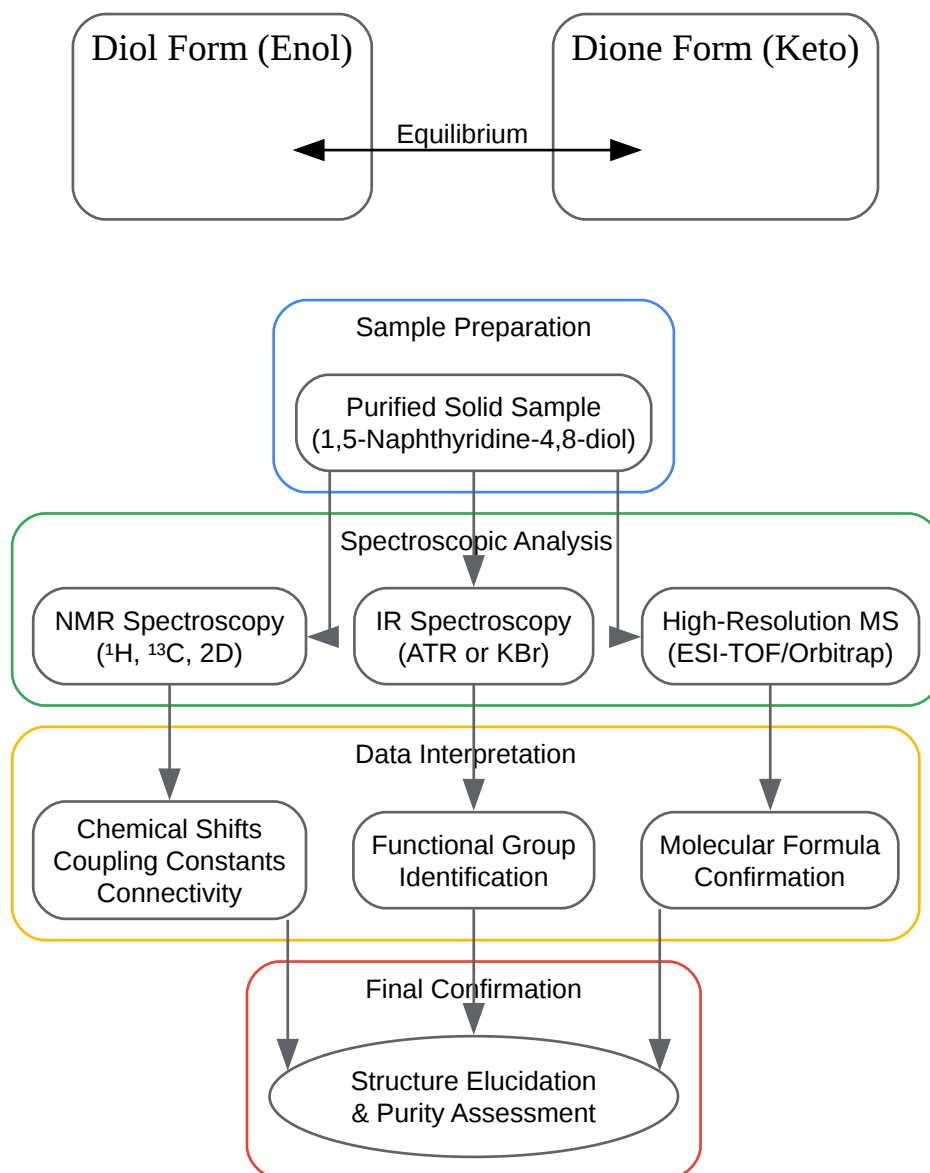 Diol Form (Enol)
Dione Form (Keto)
Equilibrium
Sample Preparation
Purified Solid Sample
(1,5-Naphthyridine-4,8-diol)
Spectroscopic Analysis
NMR Spectroscopy
(¹H, ¹³C, 2D)
IR Spectroscopy
(ATR or KBr)
High-Resolution MS
(ESI-TOF/Orbitrap)
Data Interpretation
Chemical Shifts
Coupling Constants
Connectivity
Functional Group
Identification
Molecular Formula
Confirmation
Final Confirmation
Structure Elucidation
& Purity Assessment